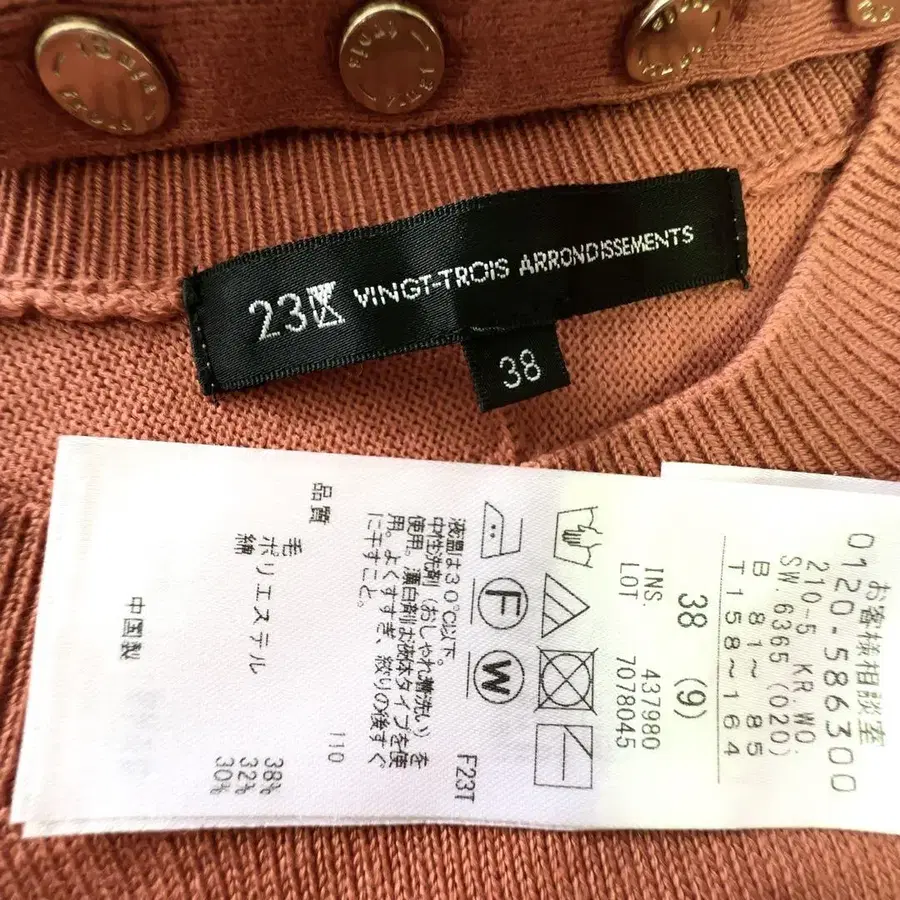 23区 VINGT-TROIS ARRONDISSEMENTS
38
お客様相談室
0120-586300
210-5 KR.WO
SW.6365 (020)
B 81～85
T158～164
38 (9)
INS. 437980
LOT 7078045
F
W
F23T
液温は30℃以下。
中性洗剤（おしゃれ着洗い）を
使用。漂白剤お液体タイプを使
用。よくすすぎ、絞りの後すぐ
に干すこと。
110
品質
毛 38%
ポリエステル 32%
綿 30%
中国製